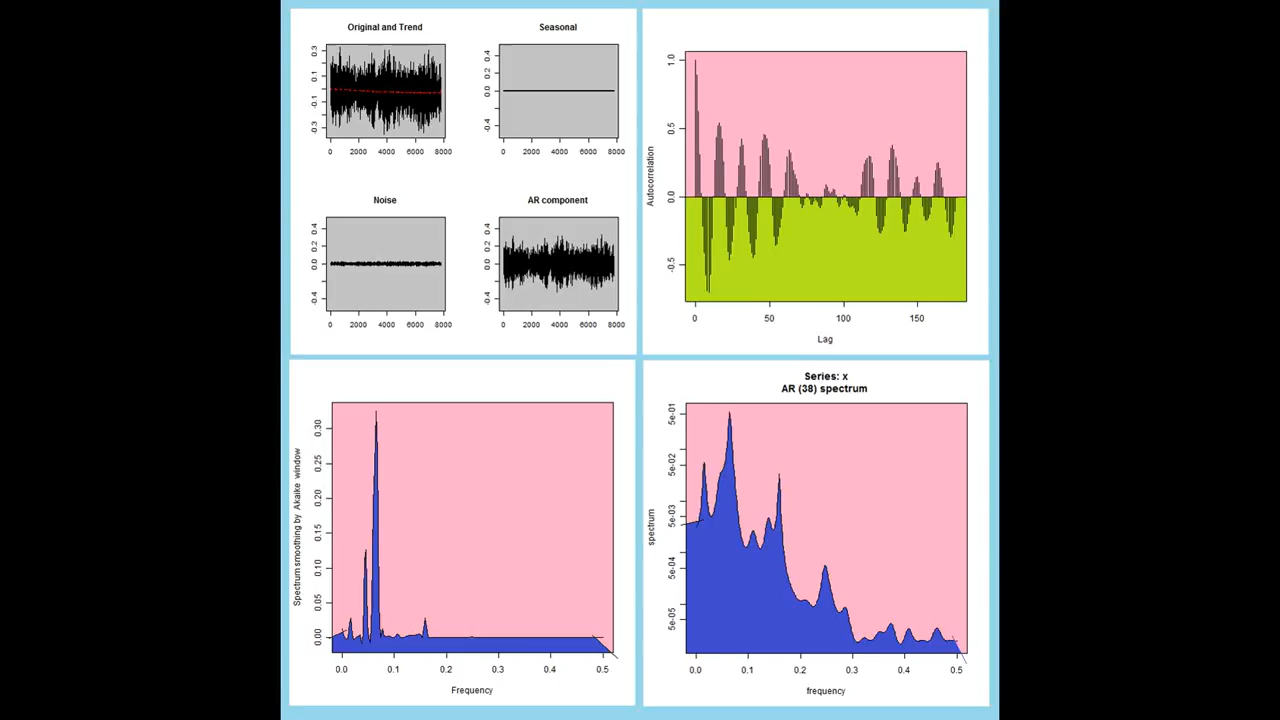 Original and Trend
Seasonal
0.3
0.1
-0.1
-0.3
0 2000 4000 6000 8000
0.4
0.2
0.0
-0.4
0 2000 4000 6000 8000
Noise
AR component
0.4
0.2
0.0
-0.4
0 2000 4000 6000 8000
0.4
0.2
0.0
-0.4
0 2000 4000 6000 8000
Autocorrelation
1.0
0.5
0.0
-0.5
0 50 100 150
Lag
Spectrum smoothing by Akaike window
0.30
0.25
0.20
0.15
0.10
0.05
0.00
0.0 0.1 0.2 0.3 0.4 0.5
Frequency
Series: x
AR (38) spectrum
spectrum
5e-01
5e-02
5e-03
5e-04
5e-05
0.0 0.1 0.2 0.3 0.4 0.5
frequency